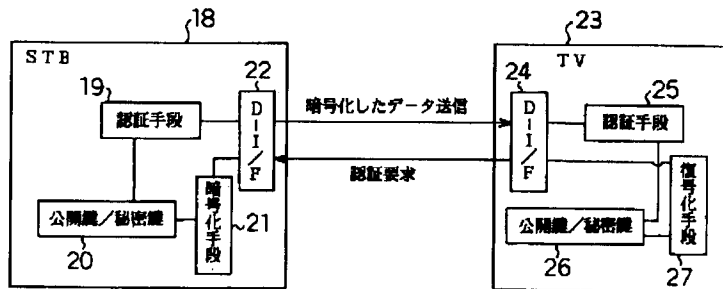 18
STB
19
認証手段
22
D-I/F
公開鍵/秘密鍵
20
暗号化手段
21
暗号化したデータ送信
認証要求
23
TV
24
D-I/F
25
認証手段
公開鍵/秘密鍵
26
復号化手段
27